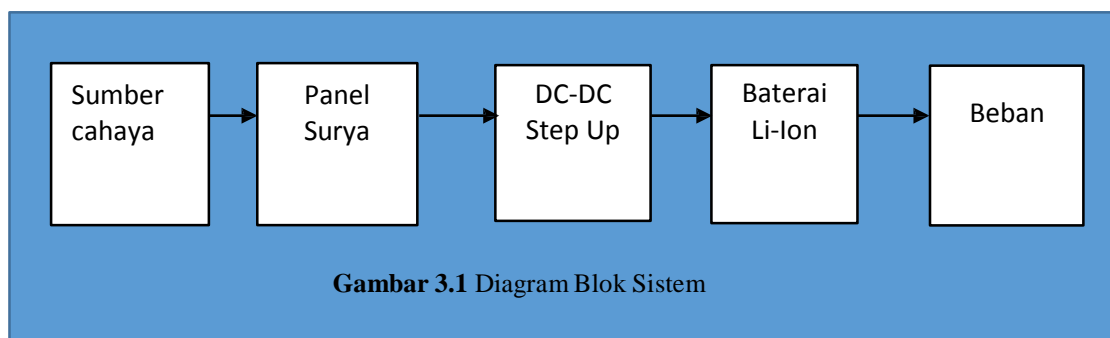 Sumber
cahaya
Panel
Surya
DC-DC
Step Up
Baterai
Li-Ion
Beban
Gambar 3.1 Diagram Blok Sistem